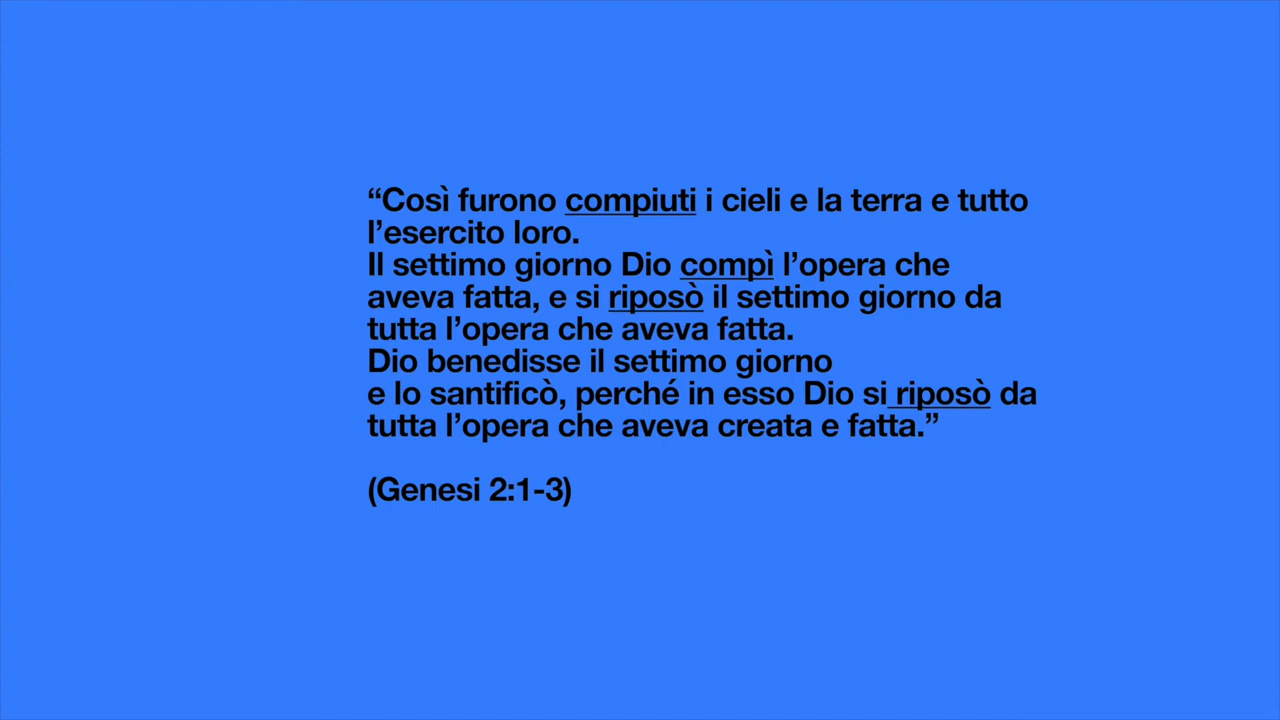 “Così furono compiuti i cieli e la terra e tutto
l’esercito loro.
Il settimo giorno Dio compì l’opera che
aveva fatta, e si riposò il settimo giorno da
tutta l’opera che aveva fatta.
Dio benedisse il settimo giorno
e lo santificò, perché in esso Dio si riposò da
tutta l’opera che aveva creata e fatta.”
(Genesi 2:1-3)